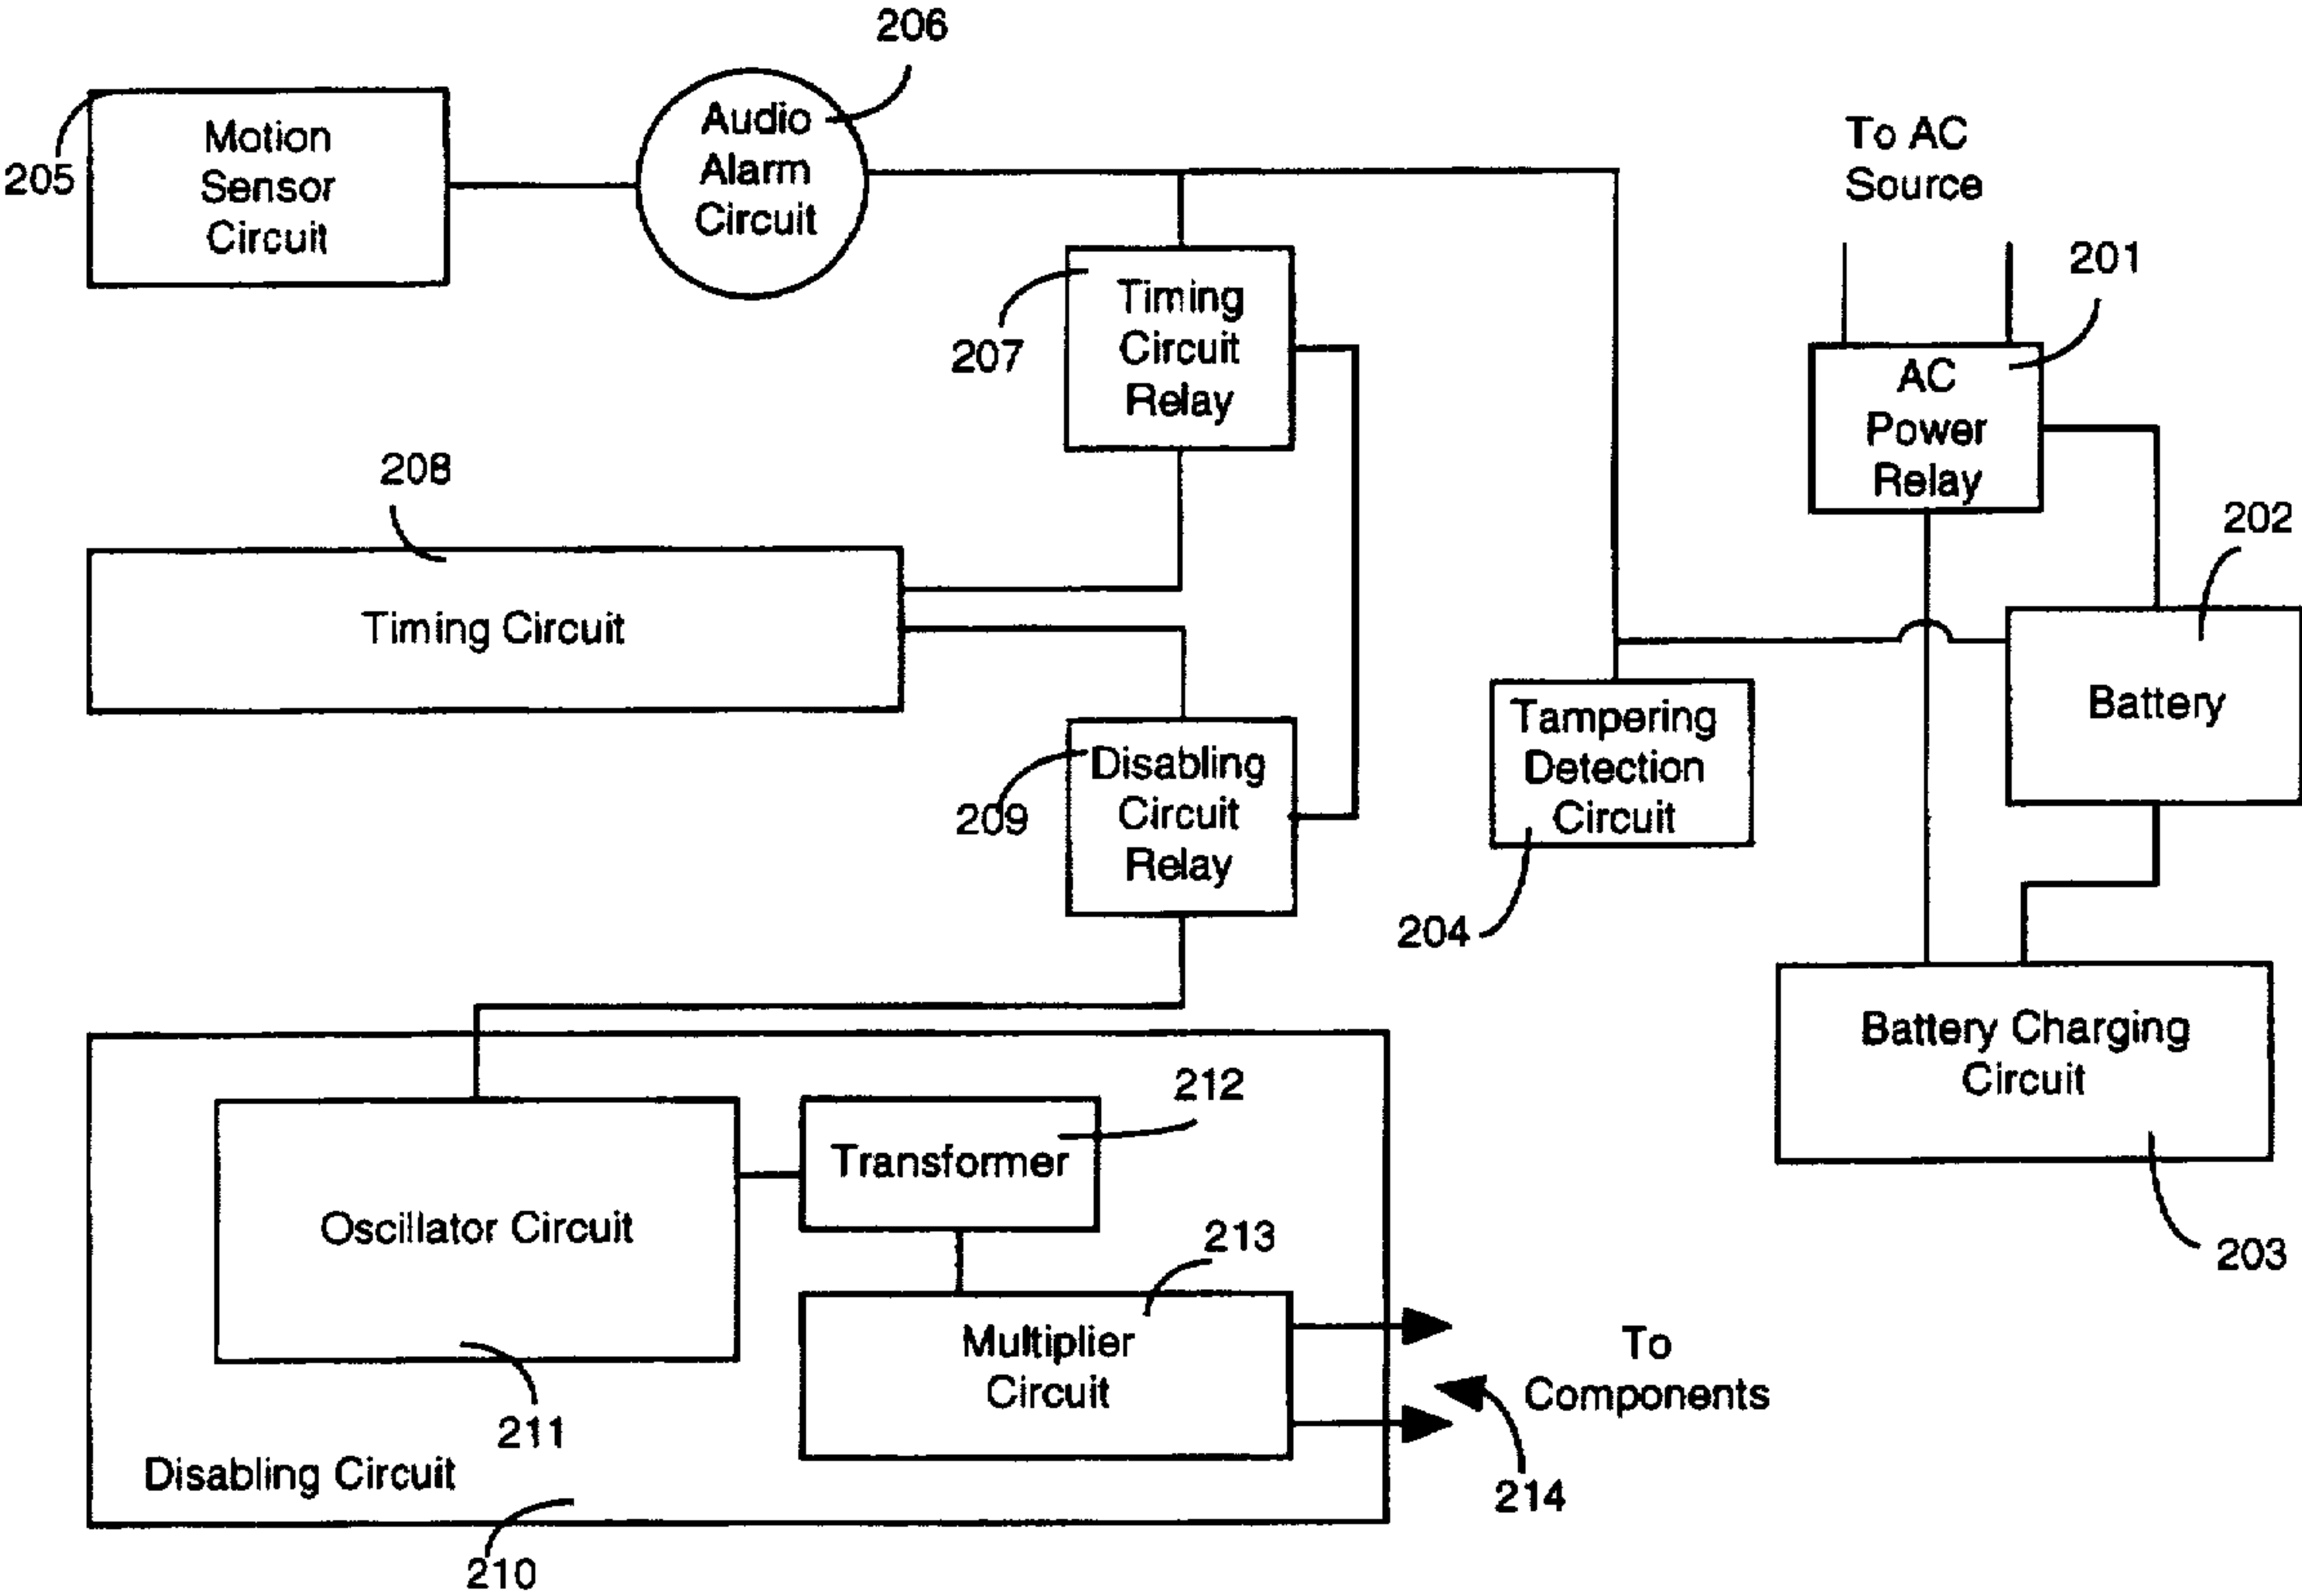 206
Audio
Alarm
Circuit
Motion
Sensor
Circuit
205
To AC
Source
201
Timing
Circuit
Relay
207
AC
Power
Relay
208
Timing Circuit
202
Battery
Tampering
Detection
Circuit
204
Disabling
Circuit
Relay
209
Battery Charging
Circuit
203
212
Transformer
Oscillator Circuit
211
213
Multiplier
Circuit
To
Components
214
Disabling Circuit
210